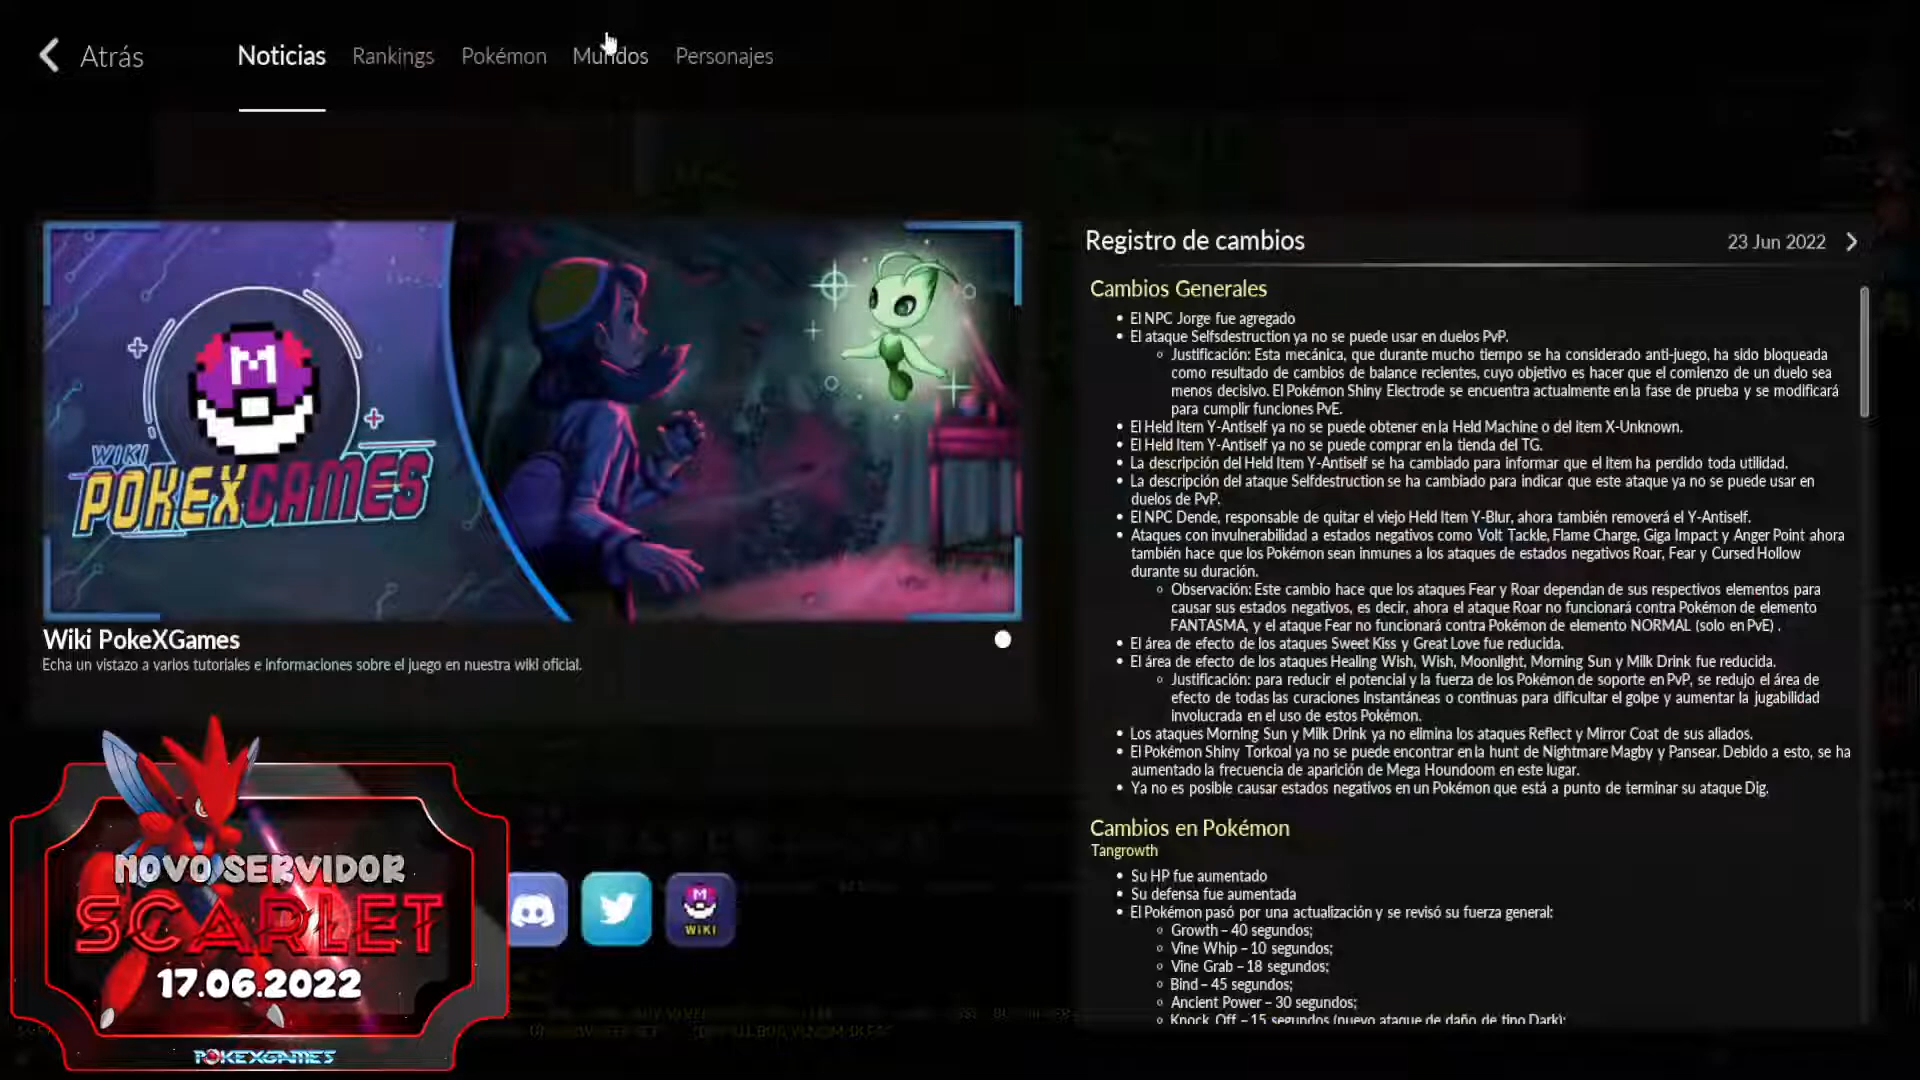 Atrás
Noticias
Rankings
Pokémon
Mundos
Personajes
WIKI
POKEXGAMES
Wiki PokeXGames
Echa un vistazo a varios tutoriales e informaciones sobre el juego en nuestra wiki oficial.
NOVO SERVIDOR
SCARLET
17.06.2022
POKEXGAMES
WIKI
Registro de cambios
23 Jun 2022
Cambios Generales
• El NPC Jorge fue agregado
• El ataque Selfsdestruction ya no se puede usar en duelos PvP.
◦ Justificación: Esta mecánica, que durante mucho tiempo se ha considerado anti-juego, ha sido bloqueada
como resultado de cambios de balance recientes, cuyo objetivo es hacer que el comienzo de un duelo sea
menos decisivo. El Pokémon Shiny Electrode se encuentra actualmente en la fase de prueba y se modificará
para cumplir funciones PvE.
• El Held Item Y-Antiself ya no se puede obtener en la Held Machine o del item X-Unknown.
• El Held Item Y-Antiself ya no se puede comprar en la tienda del TG.
• La descripción del Held Item Y-Antiself se ha cambiado para informar que el item ha perdido toda utilidad.
• La descripción del ataque Selfdestruction se ha cambiado para indicar que este ataque ya no se puede usar en
duelos de PvP.
• El NPC Dende, responsable de quitar el viejo Held Item Y-Blur, ahora también removerá el Y-Antiself.
• Ataques con invulnerabilidad a estados negativos como Volt Tackle, Flame Charge, Giga Impact y Anger Point ahora
también hace que los Pokémon sean inmunes a los ataques de estados negativos Roar, Fear y Cursed Hollow
durante su duración.
◦ Observación: Este cambio hace que los ataques Fear y Roar dependan de sus respectivos elementos para
causar sus estados negativos, es decir, ahora el ataque Roar no funcionará contra Pokémon de elemento
FANTASMA, y el ataque Fear no funcionará contra Pokémon de elemento NORMAL (solo en PvE) .
• El área de efecto de los ataques Sweet Kiss y Great Love fue reducida.
• El área de efecto de los ataques Healing Wish, Wish, Moonlight, Morning Sun y Milk Drink fue reducida.
◦ Justificación: para reducir el potencial y la fuerza de los Pokémon de soporte en PvP, se redujo el área de
efecto de todas las curaciones instantáneas o continuas para dificultar el golpe y aumentar la jugabilidad
involucrada en el uso de estos Pokémon.
• Los ataques Morning Sun y Milk Drink ya no elimina los ataques Reflect y Mirror Coat de sus aliados.
• El Pokémon Shiny Torkoal ya no se puede encontrar en la hunt de Nightmare Magby y Pansear. Debido a esto, se ha
aumentado la frecuencia de aparición de Mega Houndoom en este lugar.
• Ya no es posible causar estados negativos en un Pokémon que está a punto de terminar su ataque Dig.
Cambios en Pokémon
Tangrowth
• Su HP fue aumentado
• Su defensa fue aumentada
• El Pokémon pasó por una actualización y se revisó su fuerza general:
◦ Growth – 40 segundos;
◦ Vine Whip – 10 segundos;
◦ Vine Grab – 18 segundos;
◦ Bind – 45 segundos;
◦ Ancient Power – 30 segundos;
◦ Knock Off – 15 segundos (nuevo ataque de daño de tipo Dark);